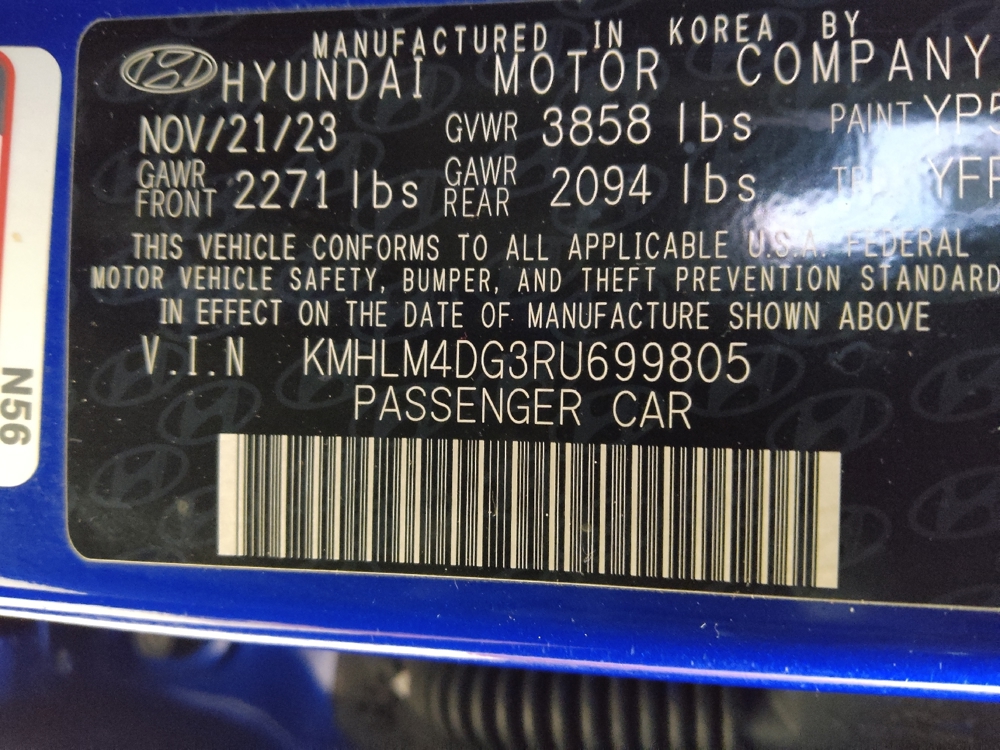 MANUFACTURED IN KOREA BY
HYUNDAI MOTOR COMPANY
NOV/21/23 GVWR 3858 lbs PAINT YP5
GAWR FRONT 2271 lbs GAWR REAR 2094 lbs
THIS VEHICLE CONFORMS TO ALL APPLICABLE U.S.A. FEDERAL
MOTOR VEHICLE SAFETY, BUMPER, AND THEFT PREVENTION STANDARD
IN EFFECT ON THE DATE OF MANUFACTURE SHOWN ABOVE
V.I.N KMHLM4DG3RU699805
PASSENGER CAR
N56